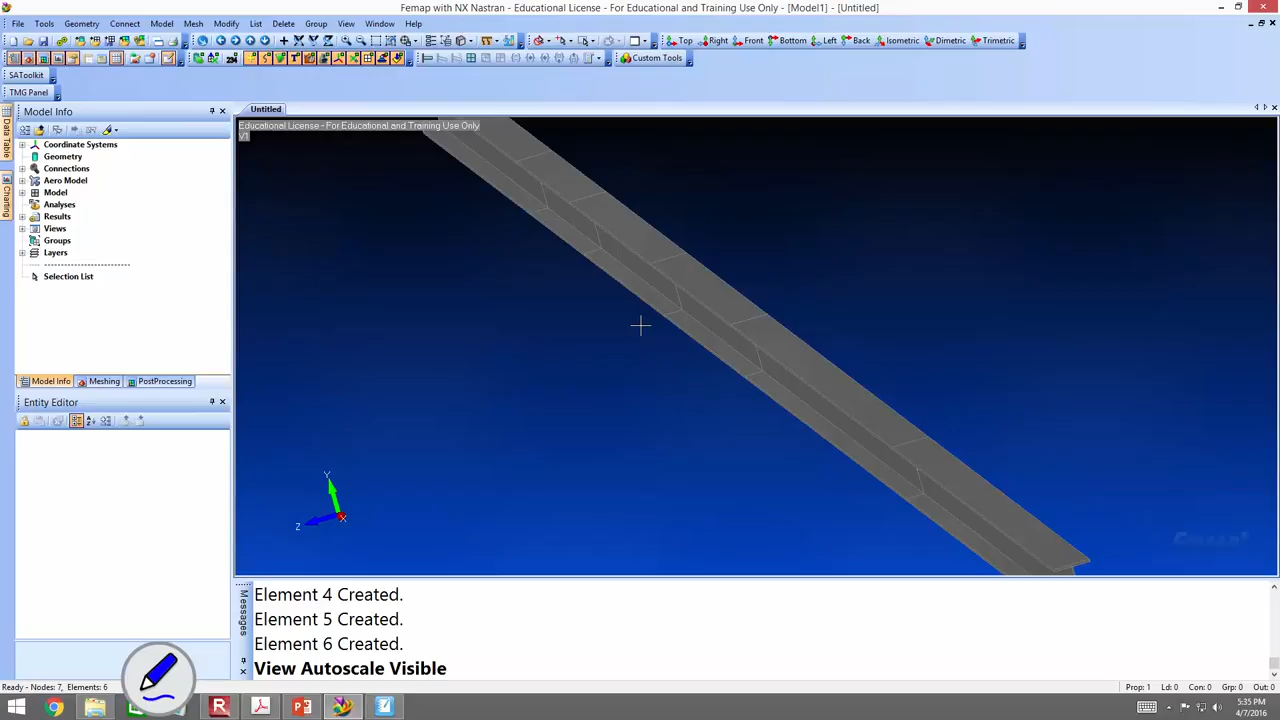 Femap with NX Nastran - Educational License - For Educational and Training Use Only - [Model1] - [Untitled]
File Tools Geometry Connect Model Mesh Modify List Delete Group View Window Help
Top Right Front Bottom Left Back Isometric Dimetric Trimetric
Custom Tools
SAToolkit
TMG Panel
Model Info
Untitled
Data Table
Charting
Educational License - For Educational and Training Use Only
V1
Coordinate Systems
Geometry
Connections
Aero Model
Model
Analyses
Results
Views
Groups
Layers
Selection List
Model Info Meshing PostProcessing
Entity Editor
Y
Z
X
Messages
Element 4 Created.
Element 5 Created.
Element 6 Created.
View Autoscale Visible
Ready - Nodes: 7, Elements: 6
Prop: 1 Ld: 0 Con: 0 Grp: 0 Out: 0
5:35 PM
4/7/2016